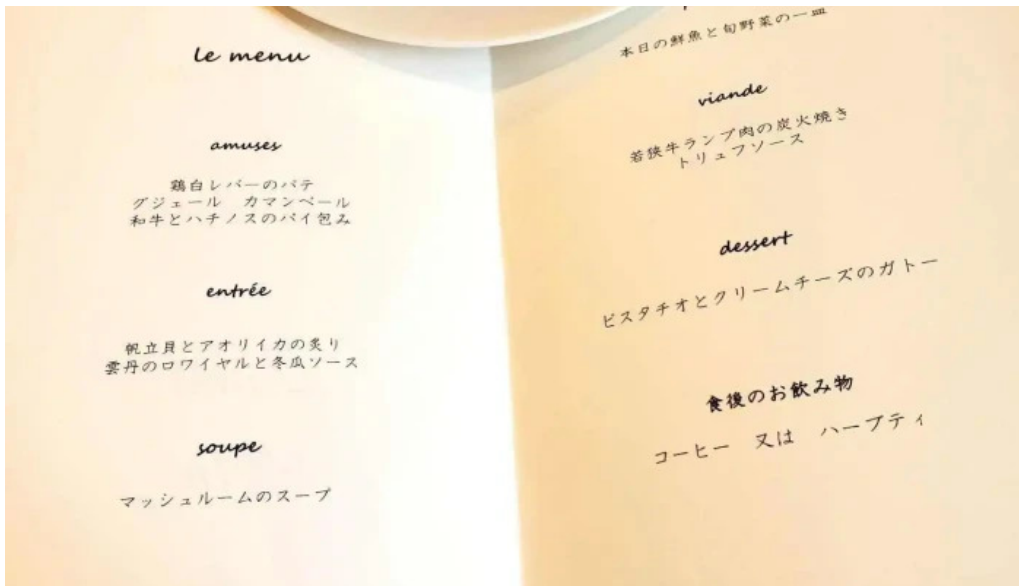 le menu
amuses
鶏白レバーのパテ
グジェール カマンベール
和牛とハチノスのパイ包み
entrée
帆立貝とアオリイカの炙り
雲丹のロワイヤルと冬瓜ソース
soupe
マッシュルームのスープ
本日の鮮魚と旬野菜の一皿
viande
若狭牛ランプ肉の炭火焼き
トリュフソース
dessert
ピスタチオとクリームチーズのガトー
食後のお飲み物
コーヒー 又は ハーブティ